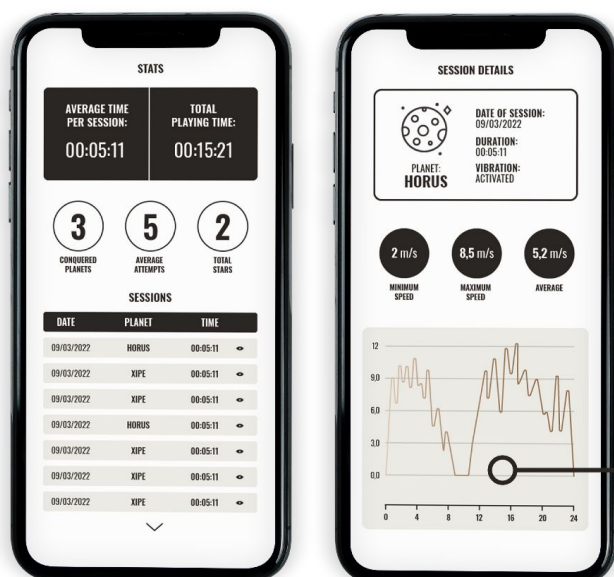 STATS
AVERAGE TIME
PER SESSION:
00:05:11
TOTAL
PLAYING TIME:
00:15:21
3
CONQUERED
PLANETS
5
AVERAGE
ATTEMPTS
2
TOTAL
STARS
SESSIONS
DATE PLANET TIME
09/03/2022 HORUS 00:05:11
09/03/2022 XIPE 00:05:11
09/03/2022 XIPE 00:05:11
09/03/2022 HORUS 00:05:11
09/03/2022 XIPE 00:05:11
09/03/2022 XIPE 00:05:11
09/03/2022 XIPE 00:05:11
SESSION DETAILS
PLANET:
HORUS
DATE OF SESSION:
09/03/2022
DURATION:
00:05:11
VIBRATION:
ACTIVATED
2 m/s
MINIMUM
SPEED
8,5 m/s
MAXIMUM
SPEED
5,2 m/s
AVERAGE
12
9,0
6,0
3,0
0,0
0 4 8 12 16 20 24